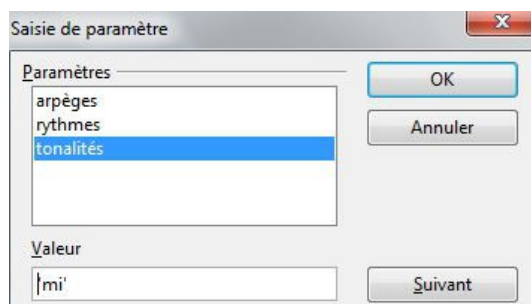 Saisie de paramètre
Paramètres
OK
arpèges
rythmes
Annuler
tonalités
Valeur
'mi'
Suivant